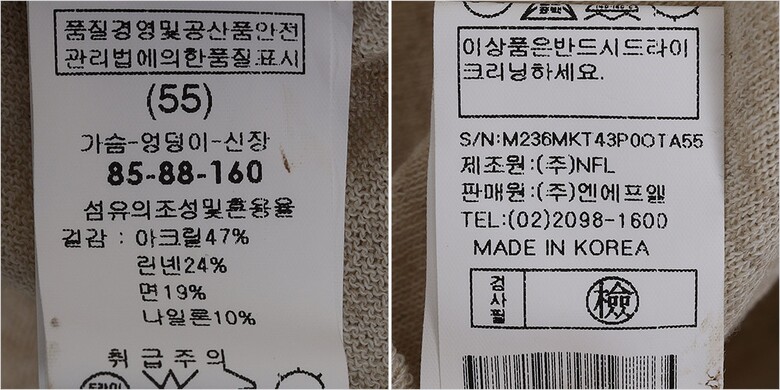 품질경영및공산품안전
관리법에의한품질표시
(55)
가슴-엉덩이-신장
85-88-160
섬유의조성및혼용율
겉감 : 아크릴47%
린넨24%
면19%
나일론10%
취급주의
드라이
표백
이상품은반드시드라이
크리닝하세요.
S/N:M236MKT43P0OTA55
제조원:(주)NFL
판매원:(주)엔에프엘
TEL:(02)2098-1600
MADE IN KOREA
검사필
檢